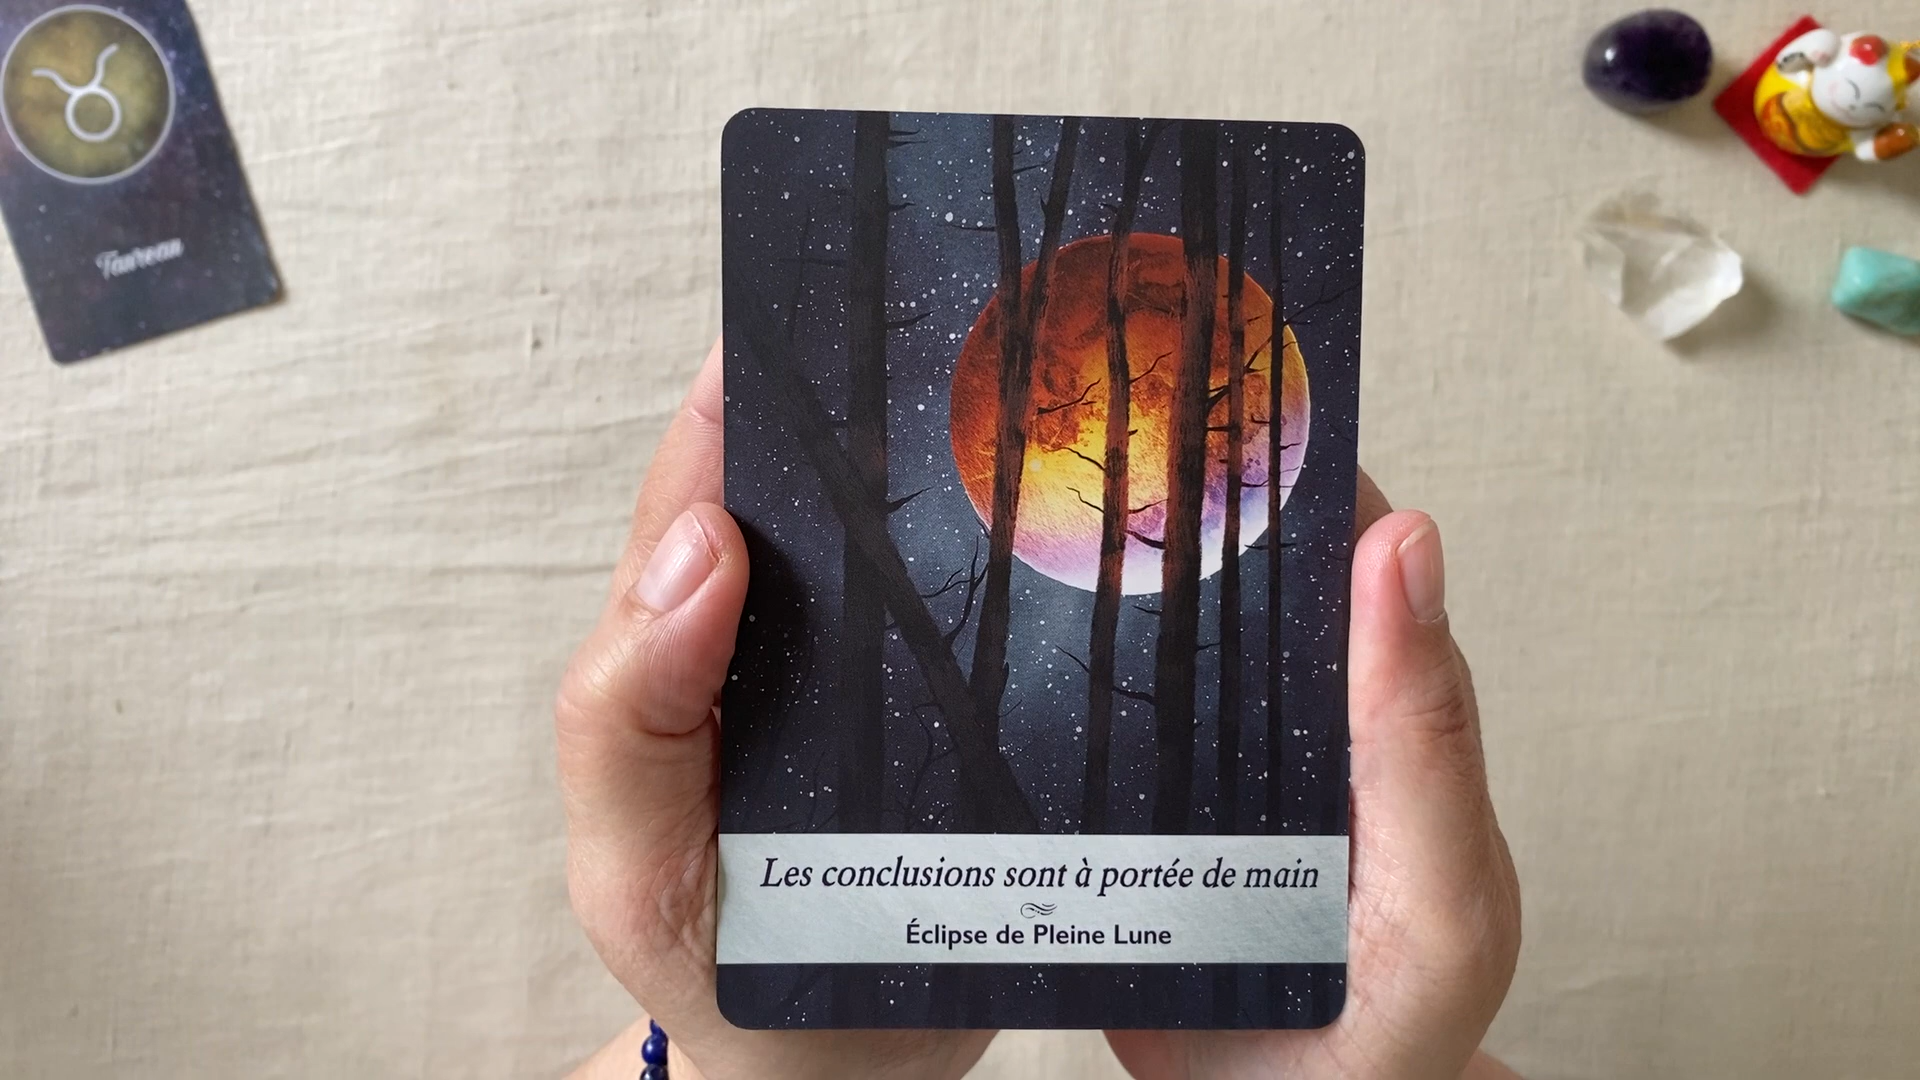 Taureau
Les conclusions sont à portée de main
Éclipse de Pleine Lune